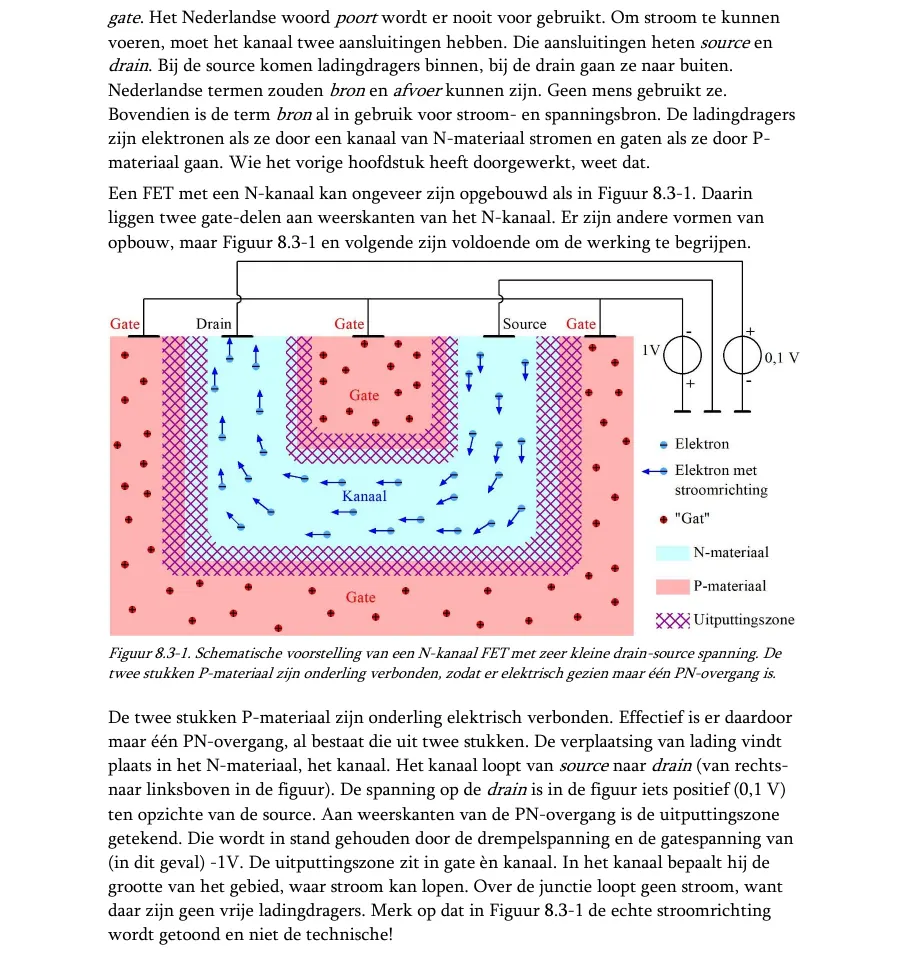 gate. Het Nederlandse woord poort wordt er nooit voor gebruikt. Om stroom te kunnen
voeren, moet het kanaal twee aansluitingen hebben. Die aansluitingen heten source en
drain. Bij de source komen ladingdragers binnen, bij de drain gaan ze naar buiten.
Nederlandse termen zouden bron en afvoer kunnen zijn. Geen mens gebruikt ze.
Bovendien is de term bron al in gebruik voor stroom- en spanningsbron. De ladingdragers
zijn elektronen als ze door een kanaal van N-materiaal stromen en gaten als ze door P-
materiaal gaan. Wie het vorige hoofdstuk heeft doorgewerkt, weet dat.
Een FET met een N-kanaal kan ongeveer zijn opgebouwd als in Figuur 8.3-1. Daarin
liggen twee gate-delen aan weerskanten van het N-kanaal. Er zijn andere vormen van
opbouw, maar Figuur 8.3-1 en volgende zijn voldoende om de werking te begrijpen.
Gate Drain Gate Source Gate
- +
1V 0,1 V
+ -
Gate
Elektron
Elektron met
stroomrichting
Kanaal
"Gat"
N-materiaal
P-materiaal
Gate
Uitputtingszone
Figuur 8.3-1. Schematische voorstelling van een N-kanaal FET met zeer kleine drain-source spanning. De
twee stukken P-materiaal zijn onderling verbonden, zodat er elektrisch gezien maar één PN-overgang is.
De twee stukken P-materiaal zijn onderling elektrisch verbonden. Effectief is er daardoor
maar één PN-overgang, al bestaat die uit twee stukken. De verplaatsing van lading vindt
plaats in het N-materiaal, het kanaal. Het kanaal loopt van source naar drain (van rechts-
naar linksboven in de figuur). De spanning op de drain is in de figuur iets positief (0,1 V)
ten opzichte van de source. Aan weerskanten van de PN-overgang is de uitputtingszone
getekend. Die wordt in stand gehouden door de drempelspanning en de gatespanning van
(in dit geval) -1V. De uitputtingszone zit in gate èn kanaal. In het kanaal bepaalt hij de
grootte van het gebied, waar stroom kan lopen. Over de junctie loopt geen stroom, want
daar zijn geen vrije ladingdragers. Merk op dat in Figuur 8.3-1 de echte stroomrichting
wordt getoond en niet de technische!